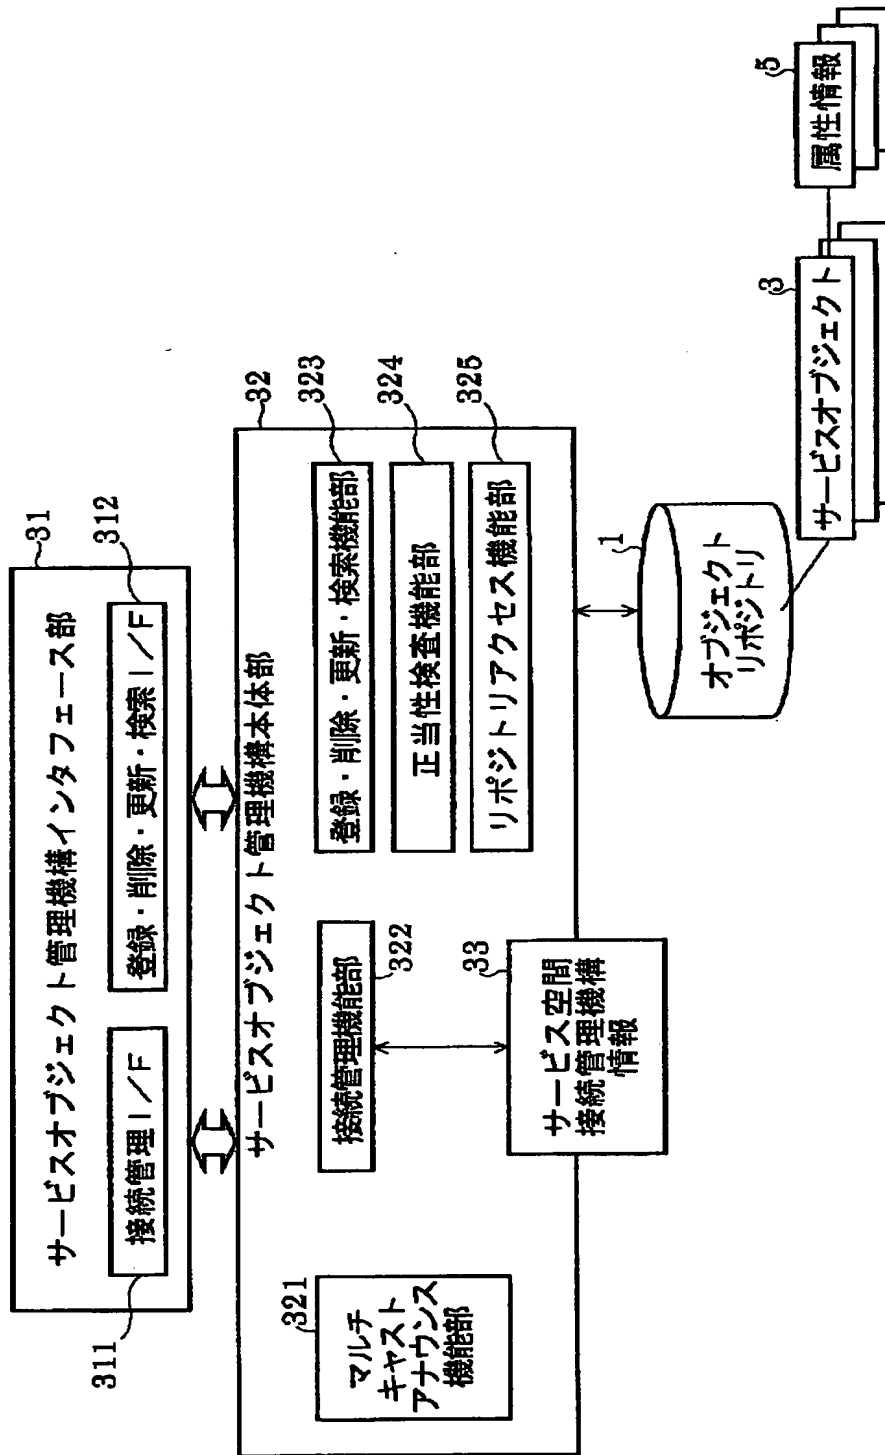 31
サービスオブジェクト管理機構インタフェース部
311
接続管理I/F
312
登録・削除・更新・検索I/F
32
サービスオブジェクト管理機構本体部
321
マルチ
キャスト
アナウンス
機能部
322
接続管理機能部
323
登録・削除・更新・検索機能部
324
正当性検査機能部
325
リポジトリアクセス機能部
33
サービス空間
接続管理機構
情報
1
オブジェクト
リポジトリ
3
サービスオブジェクト
5
属性情報